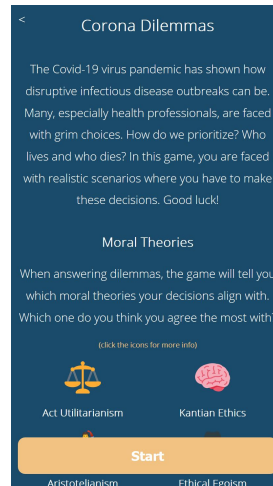 <
Corona Dilemmas
The Covid-19 virus pandemic has shown how
disruptive infectious disease outbreaks can be.
Many, especially health professionals, are faced
with grim choices. How do we prioritize? Who
lives and who dies? In this game, you are faced
with realistic scenarios where you have to make
these decisions. Good luck!
Moral Theories
When answering dilemmas, the game will tell you
which moral theories your decisions align with.
Which one do you think you agree the most with?
(click the icons for more info)
Act Utilitarianism
Kantian Ethics
Start
Aristotelianism
Ethical Egoism